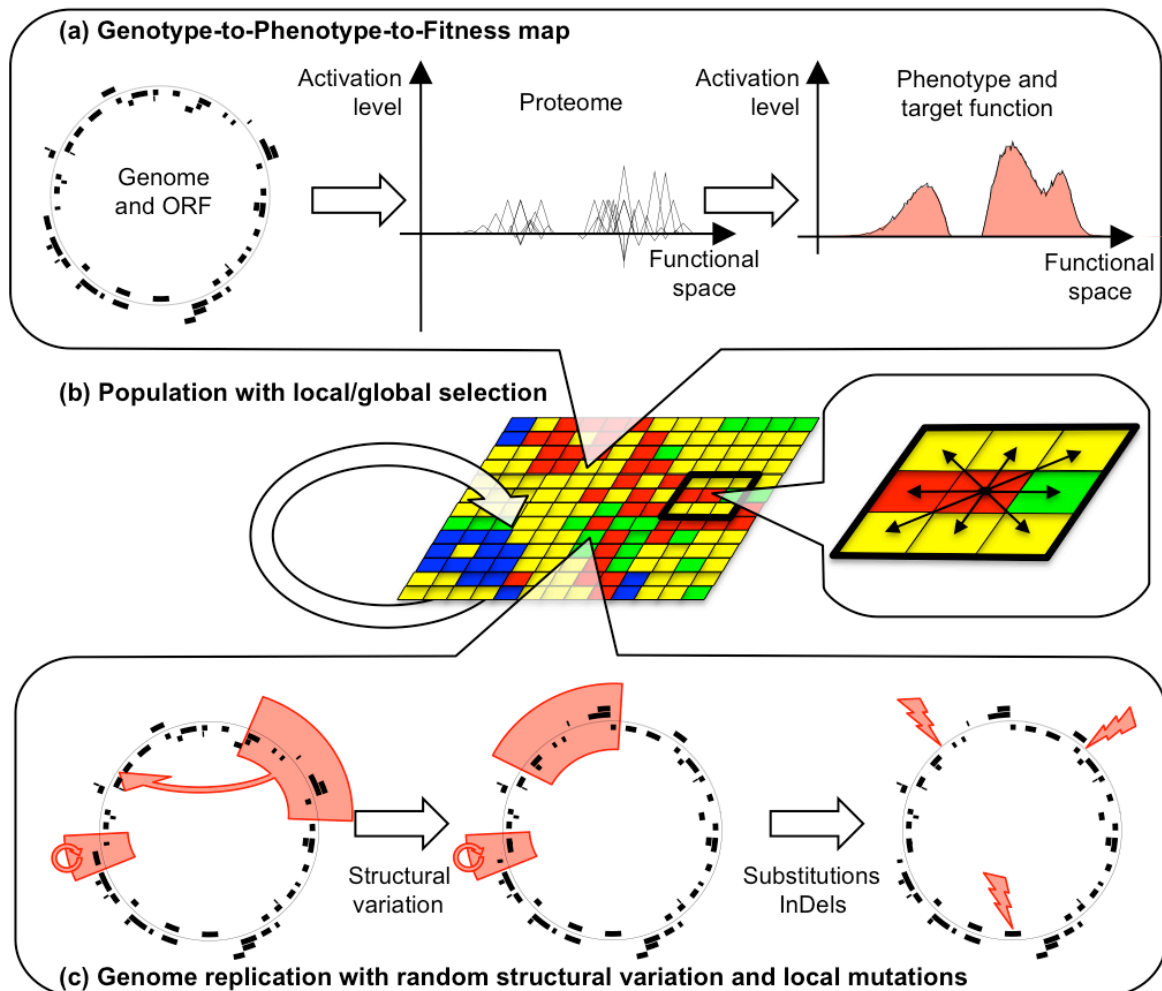 (a) Genotype-to-Phenotype-to-Fitness map
Genome
and ORF
Activation
level
Proteome
Functional
space
Activation
level
Phenotype and
target function
Functional
space
(b) Population with local/global selection
Structural
variation
Substitutions
InDels
(c) Genome replication with random structural variation and local mutations